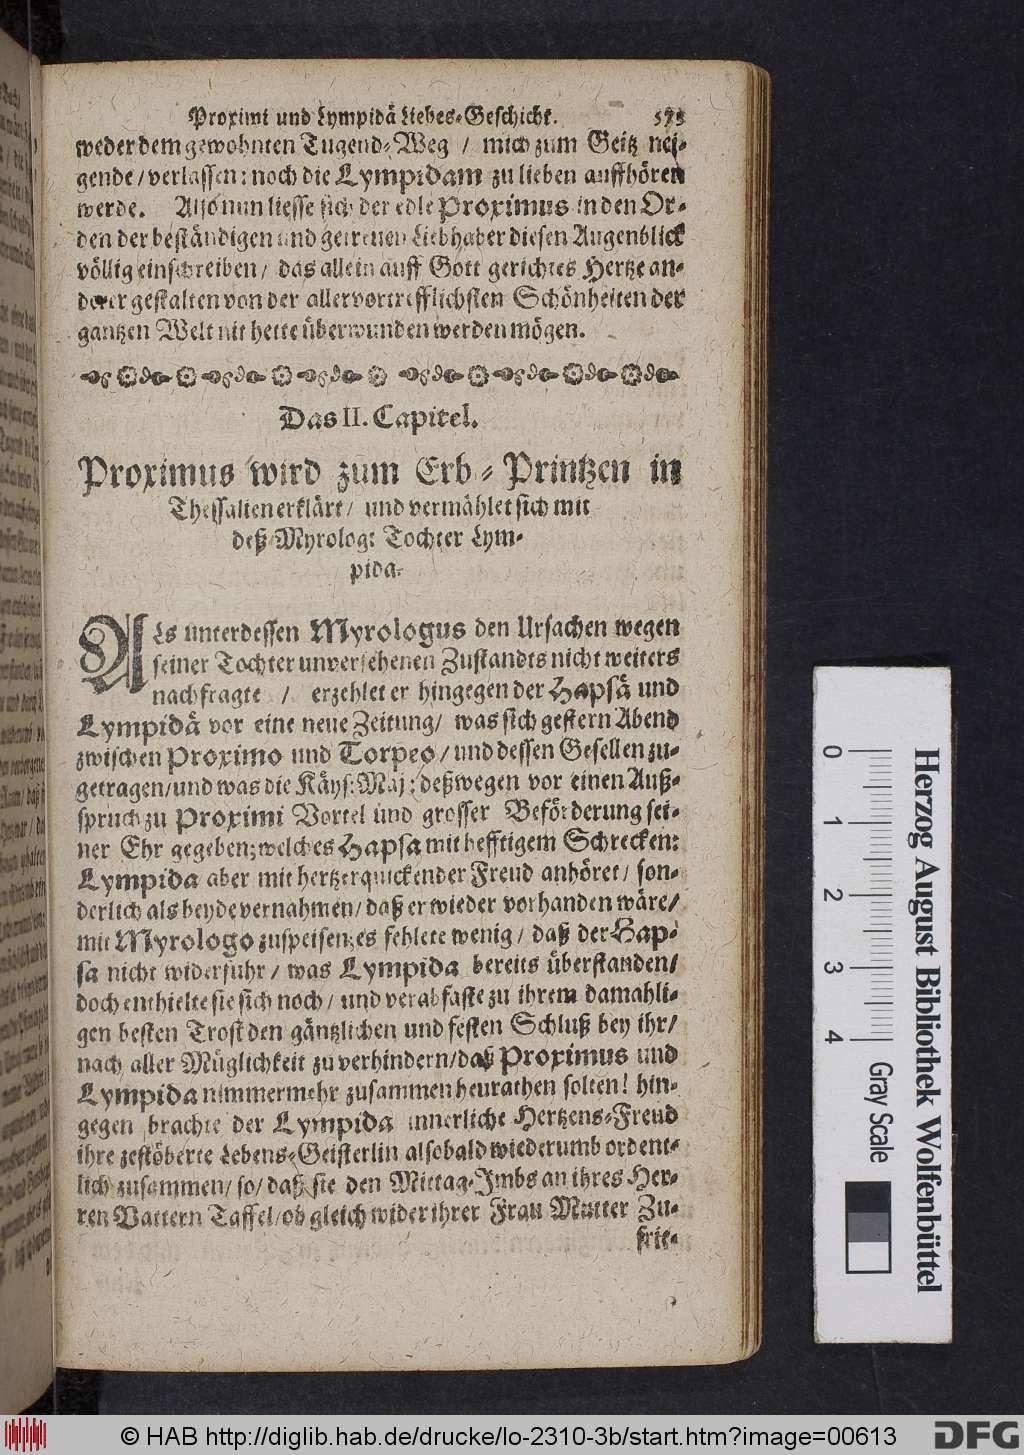 Proximi und Lympidä Liebes-Geschicht. 573
weder dem gewohnten Tugend-Weg / mich zum Geitz nei-
gende / verlassen: noch die Lympidam zu lieben auffhören
werde. Also nun liesse sich der edle Proximus in den Or-
den der beständigen und getreuen Liebhaber diesen Augenblick
völlig einschreiben / das allein auff Gott gerichtes Hertze an-
derer gestalten von der allervortrefflichsten Schönheiten der
gantzen Welt nit hette überwunden werden mögen.
Das II. Capitel.
Proximus wird zum Erb-Printzen in
Thessalien erklärt / und vermählet sich mit
deß Myrologi Tochter Lym-
pida.
ALs unterdessen Myrologus den Ursachen wegen
seiner Tochter unversehenen Zustandts nicht weiters
nachfragte / erzehlet er hingegen der Hapsä und
Lympidä vor eine neue Zeitung / was sich gestern Abend
zwischen Proximo und Torpeo / und dessen Gesellen zu-
getragen / und was die Käys: Maj: deßwegen vor einen Auß-
spruch zu Proximi Vortel und grosser Beförderung sei-
ner Ehr gegeben; welches Hapsa mit hefftigem Schrecken:
Lympida aber mit hertzerquickender Freud anhöret / son-
derlich als beyde vernahmen / daß er wieder vorhanden wäre /
mit Myrologo zuspeisen; es fehlete wenig / daß der Hap-
sa nicht widerfuhr / was Lympida bereits überstanden /
doch enthielte sie sich noch / und verabfaste zu ihrem damahli-
gen besten Trost den gäntzlichen und festen Schluß bey ihr /
nach aller Müglichkeit zu verhindern / daß Proximus und
Lympida nimmermehr zusammen heurathen solten! hin-
gegen brachte der Lympida innerliche Hertzens-Freud
ihre zestöberte Lebens-Geisterlin alsobald wiederumb ordent-
lich zusammen / so / daß sie den Mittag-Imbs an ihres Her-
ren Vattern Taffel / ob gleich wider ihrer Frau Mutter Zu-
frie-
Herzog August Bibliothek Wolfenbüttel
0 1 2 3 4
Gray Scale
© HAB http://diglib.hab.de/drucke/lo-2310-3b/start.htm?image=00613
DFG